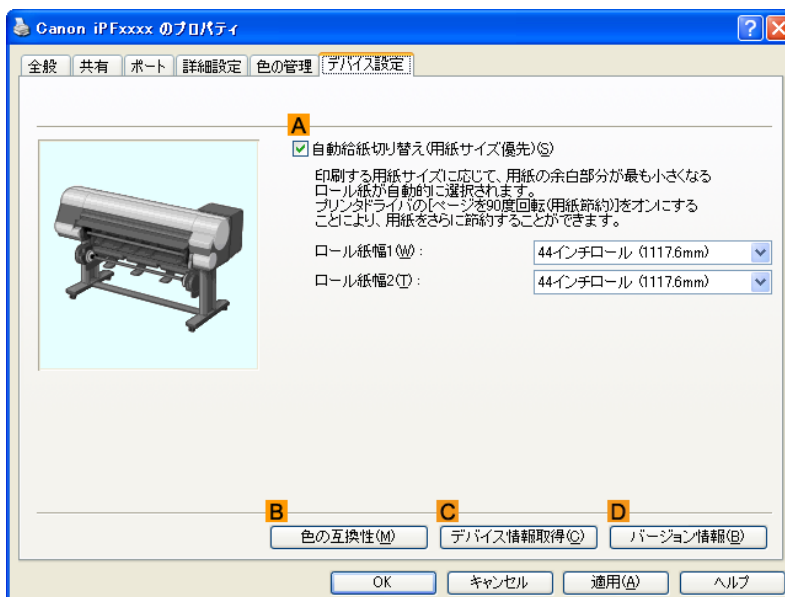 Canon iPFxxxx のプロパティ
全般 共有 ポート 詳細設定 色の管理 デバイス設定
A
自動給紙切り替え(用紙サイズ優先)(S)
印刷する用紙サイズに応じて、用紙の余白部分が最も小さくなる
ロール紙が自動的に選択されます。
プリンタドライバの[ページを90度回転(用紙節約)]をオンにする
ことにより、用紙をさらに節約することができます。
ロール紙幅1(W) : 44インチロール (1117.6mm)
ロール紙幅2(T) : 44インチロール (1117.6mm)
B C D
色の互換性(M) デバイス情報取得(C) バージョン情報(B)
OK キャンセル 適用(A) ヘルプ